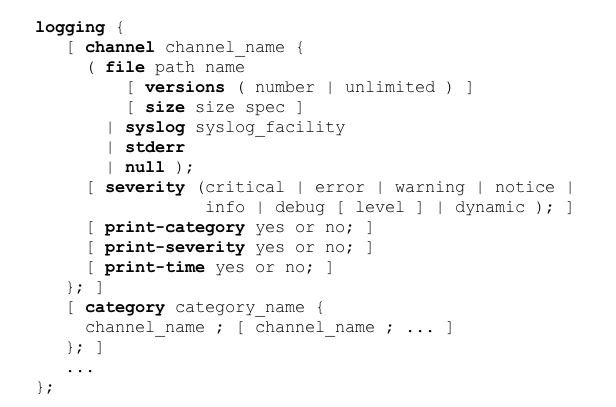 logging {
[ channel channel_name {
( file path name
[ versions ( number | unlimited ) ]
[ size size spec ]
| syslog syslog_facility
| stderr
| null );
[ severity (critical | error | warning | notice |
info | debug [ level ] | dynamic ); ]
[ print-category yes or no; ]
[ print-severity yes or no; ]
[ print-time yes or no; ]
}; ]
[ category category_name {
channel_name ; [ channel_name ; ... ]
}; ]
...
};